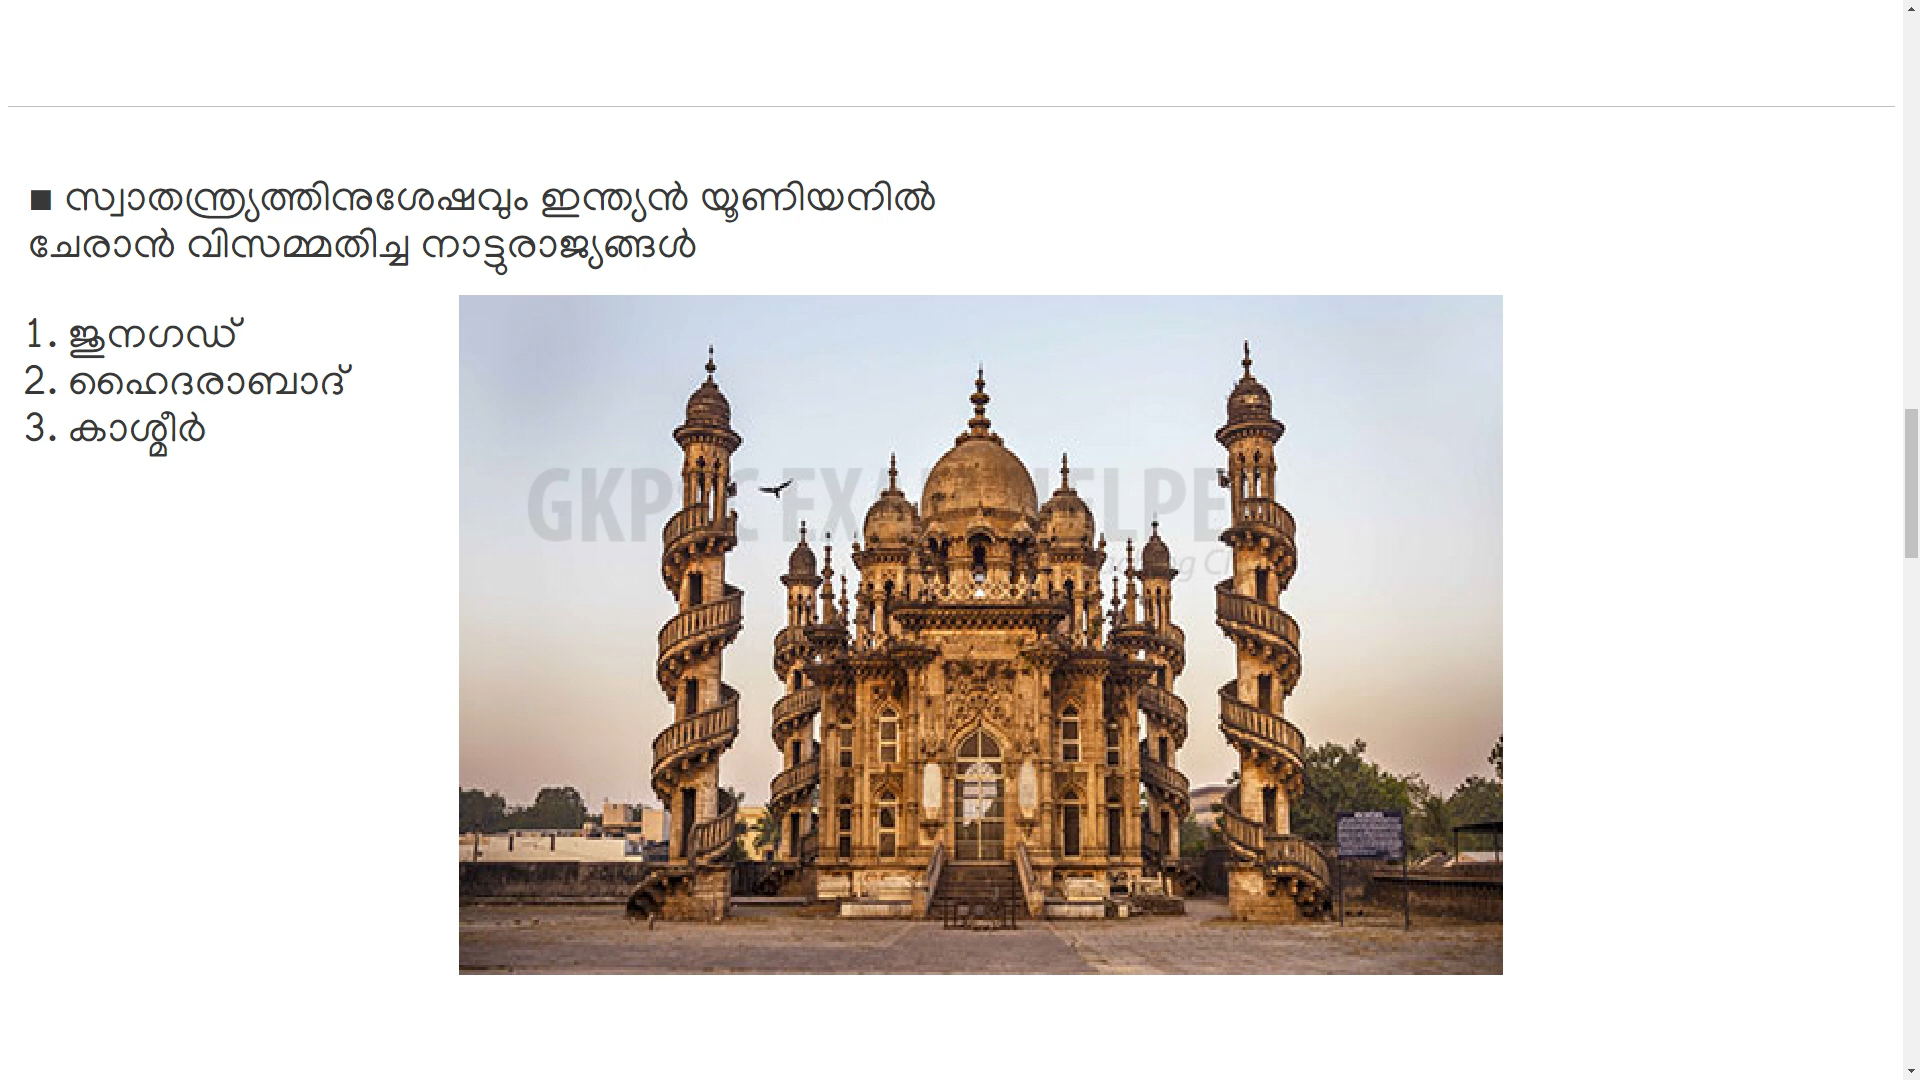 ■ സ്വാതന്ത്ര്യത്തിനുശേഷവും ഇന്ത്യൻ യൂണിയനിൽ
ചേരാൻ വിസമ്മതിച്ച നാട്ടുരാജ്യങ്ങൾ
1. ജുനഗഡ്
2. ഹൈദരാബാദ്
3. കാശ്മീർ